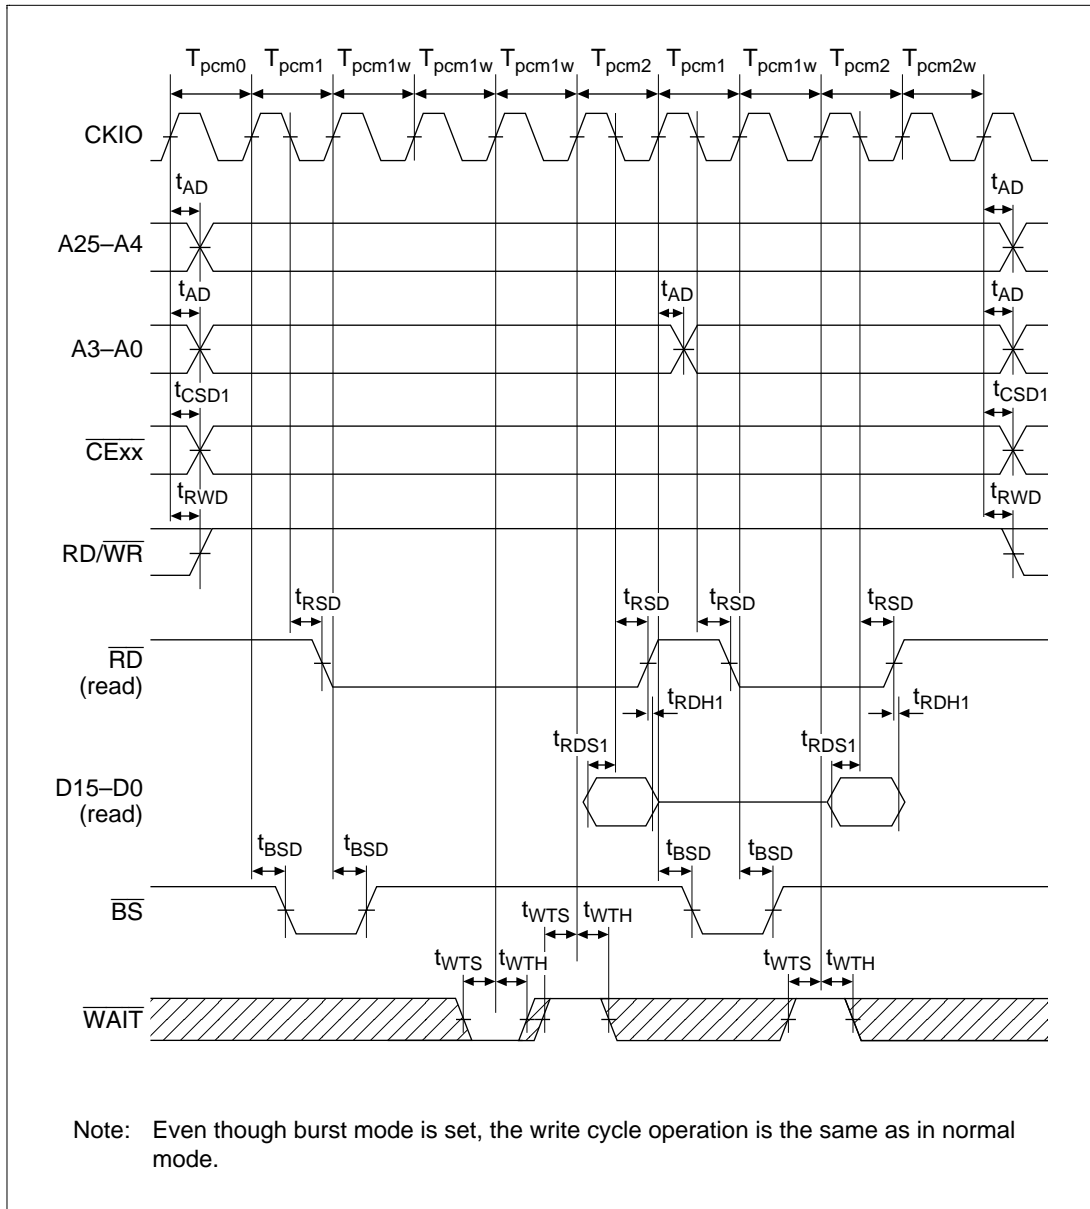 Tpcm0 Tpcm1 Tpcm1w Tpcm1w Tpcm1w Tpcm2 Tpcm1 Tpcm1w Tpcm2 Tpcm2w
CKIO
tAD tAD
A25–A4
tAD tAD tAD
A3–A0
tCSD1 tCSD1
CExx
tRWD tRWD
RD/WR
tRSD tRSD tRSD tRSD
RD
(read)
tRDH1 tRDH1
tRDS1 tRDS1
D15–D0
(read)
tBSD tBSD tBSD tBSD
BS
tWTS tWTH
tWTS tWTH tWTS tWTH
WAIT
Note: Even though burst mode is set, the write cycle operation is the same as in normal
mode.